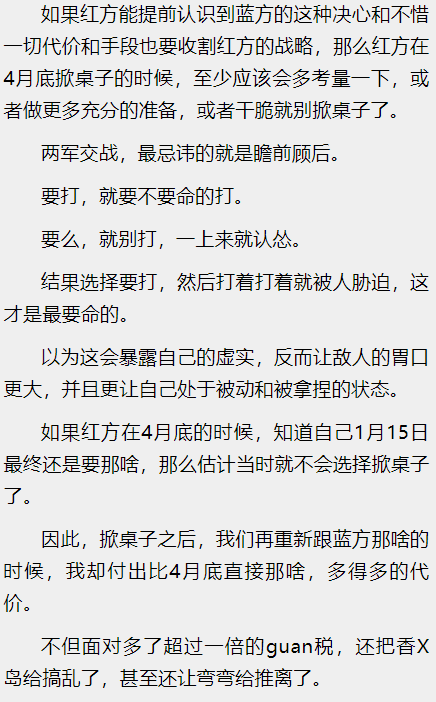 如果红方能提前认识到蓝方的这种决心和不惜
一切代价和手段也要收割红方的战略，那么红方在
4月底掀桌子的时候，至少应该会多考量一下，或
者做更多充分的准备，或者干脆就别掀桌子了。
两军交战，最忌讳的就是瞻前顾后。
要打，就要不要命的打。
要么，就别打，一上来就认怂。
结果选择要打，然后打着打着就被人胁迫，这
才是最要命的。
以为这会暴露自己的虚实，反而让敌人的胃口
更大，并且更让自己处于被动和被拿捏的状态。
如果红方在4月底的时候，知道自己1月15日
最终还是要那啥，那么估计当时就不会选择掀桌子
了。
因此，掀桌子之后，我们再重新跟蓝方那啥的
时候，我却付出比4月底直接那啥，多得多的代
价。
不但面对多了超过一倍的guan税，还把香X
岛给搞乱了，甚至还让弯弯给推离了。